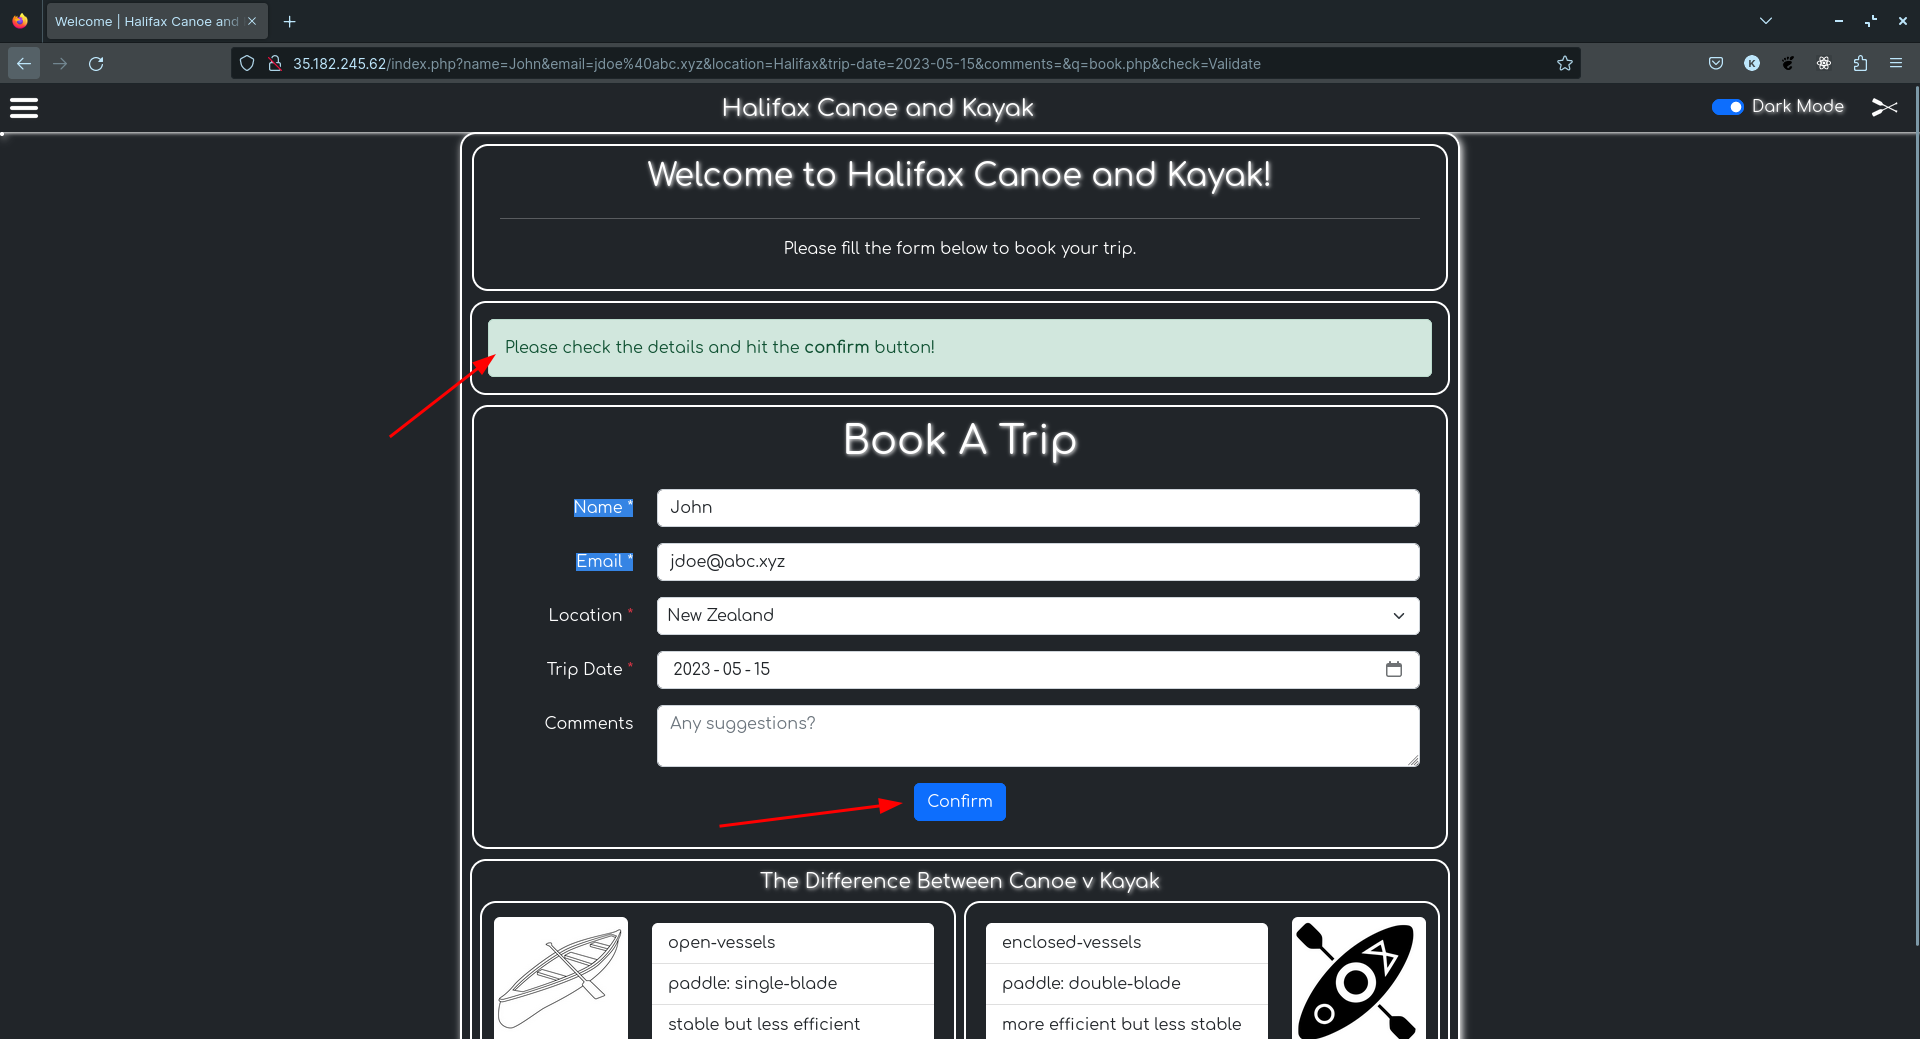 Welcome | Halifax Canoe and
35.182.245.62/index.php?name=John&email=jdoe%40abc.xyz&location=Halifax&trip-date=2023-05-15&comments=&q=book.php&check=Validate
K
Halifax Canoe and Kayak
Dark Mode
Welcome to Halifax Canoe and Kayak!
Please fill the form below to book your trip.
Please check the details and hit the confirm button!
Book A Trip
Name * John
Email * jdoe@abc.xyz
Location * New Zealand
Trip Date * 2023-05-15
Comments Any suggestions?
Confirm
The Difference Between Canoe v Kayak
open-vessels
paddle: single-blade
stable but less efficient
enclosed-vessels
paddle: double-blade
more efficient but less stable